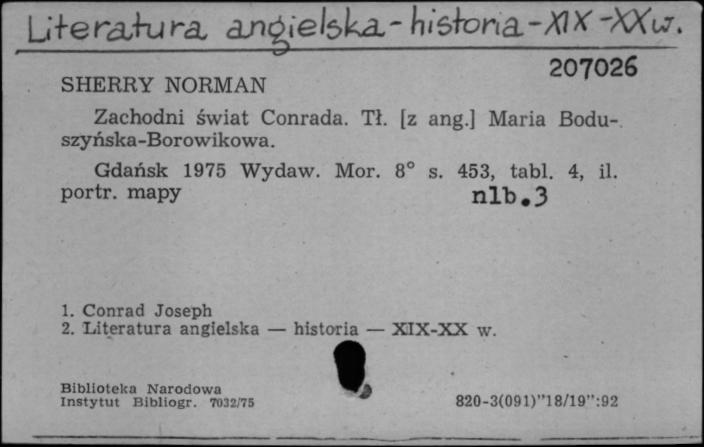 Literatura angielska - historia - XIX - XX w.
207026
SHERRY NORMAN
Zachodni świat Conrada. Tł. [z ang.] Maria Bodu-
szyńska-Borowikowa.
Gdańsk 1975 Wydaw. Mor. 8° s. 453, tabl. 4, il.
portr. mapy
nlb.3
1. Conrad Joseph
2. Literatura angielska — historia — XIX-XX w.
Biblioteka Narodowa
Instytut Bibliogr. 7032/75
820-3(091)"18/19":92